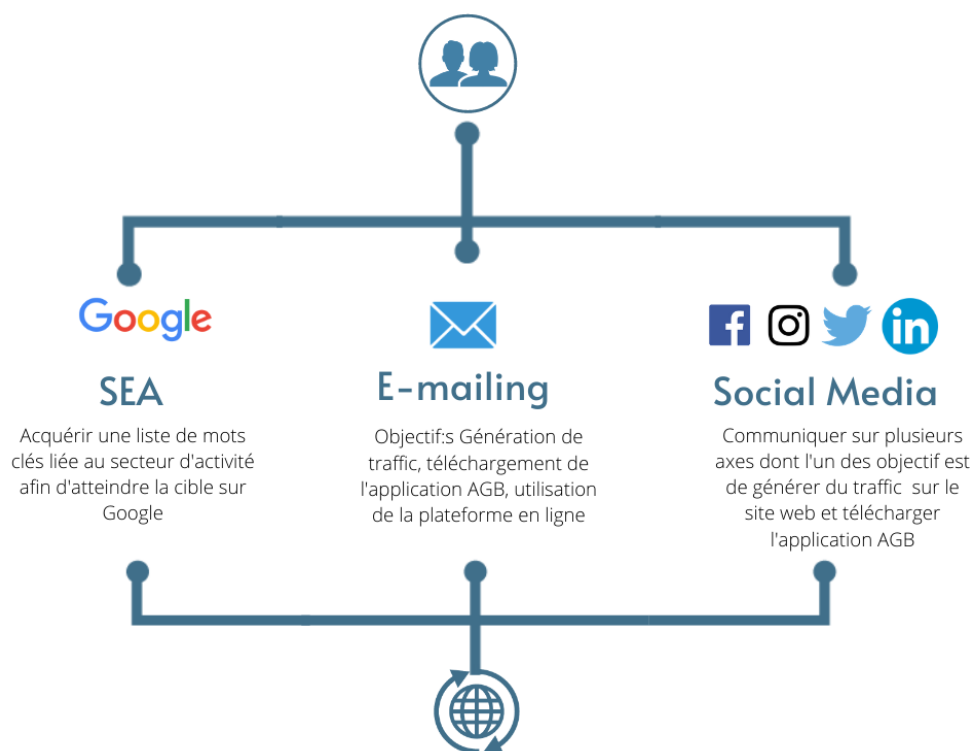 Google
SEA
Acquérir une liste de mots
clés liée au secteur d'activité
afin d'atteindre la cible sur
Google
E-mailing
Objectif:s Génération de
traffic, téléchargement de
l'application AGB, utilisation
de la plateforme en ligne
in
Social Media
Communiquer sur plusieurs
axes dont l'un des objectif est
de générer du traffic sur le
site web et télécharger
l'application AGB